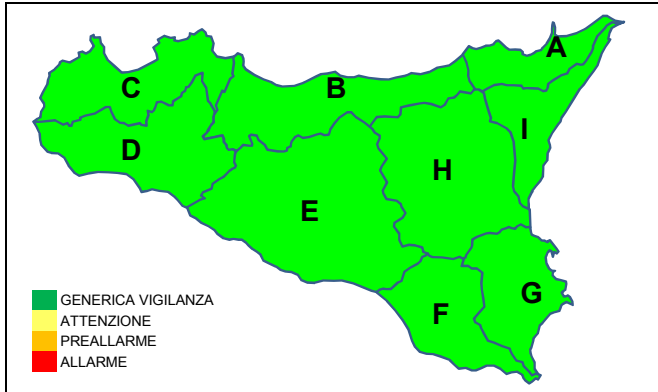 A
B
C
I
D
H
E
G
F
GENERICA VIGILANZA
ATTENZIONE
PREALLARME
ALLARME